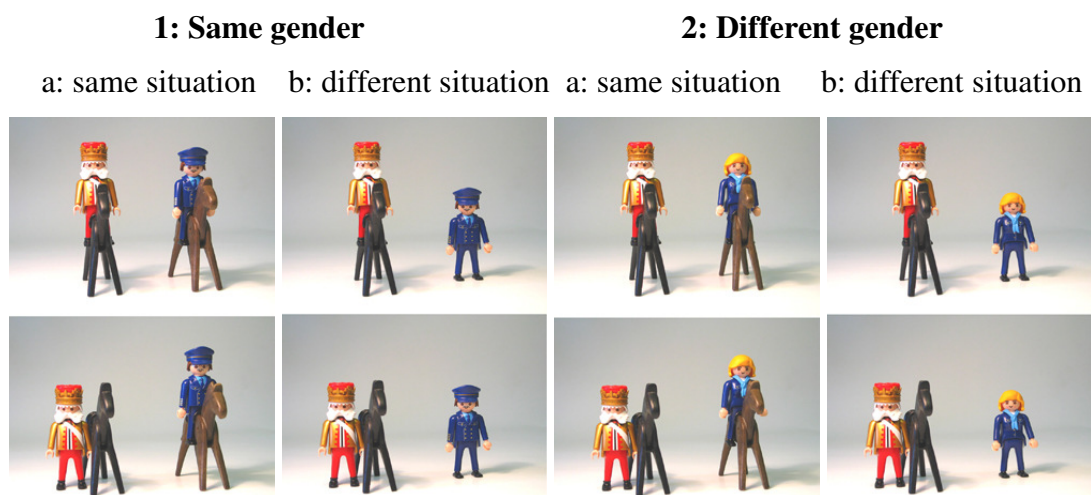 1: Same gender
2: Different gender
a: same situation
b: different situation
a: same situation
b: different situation